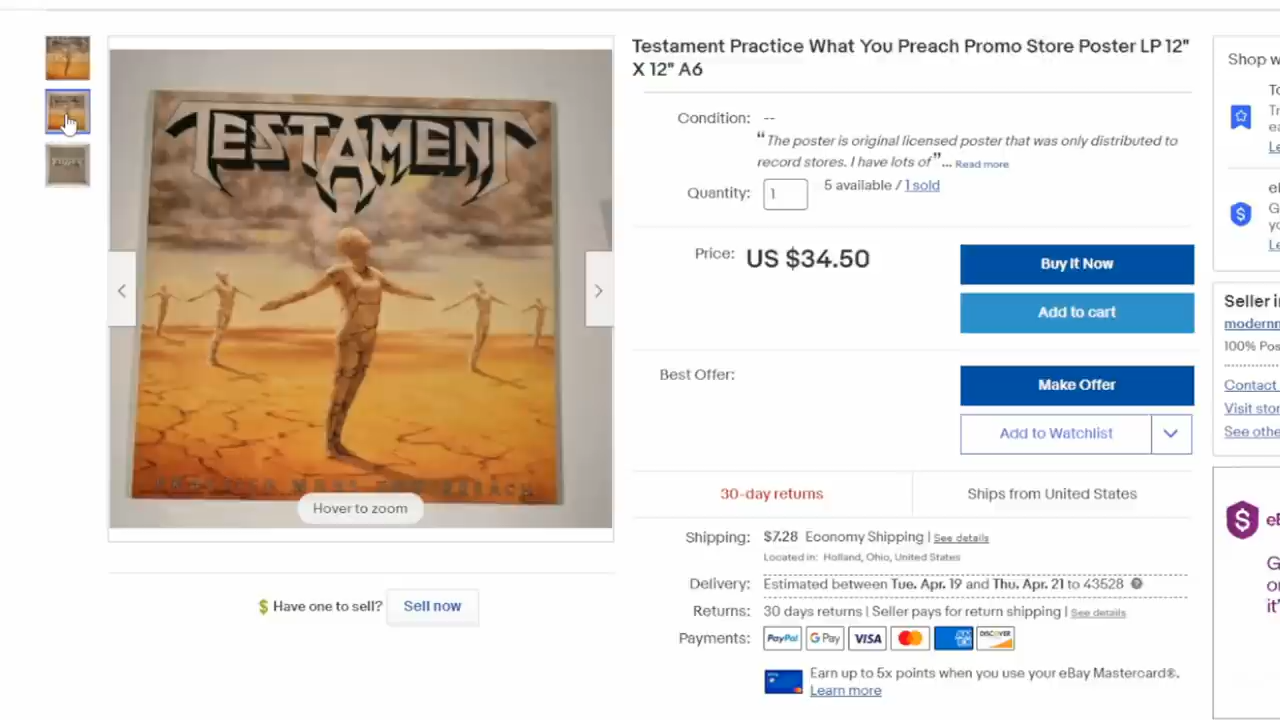 Testament Practice What You Preach Promo Store Poster LP 12"
X 12" A6
TESTAMENT
Hover to zoom
$ Have one to sell? Sell now
Condition: --
“The poster is original licensed poster that was only distributed to
record stores. I have lots of”... Read more
Quantity: 1 5 available / 1 sold
Price: US $34.50
Buy It Now
Add to cart
Best Offer:
Make Offer
Add to Watchlist
30-day returns Ships from United States
Shipping: $7.28 Economy Shipping | See details
Located in: Holland, Ohio, United States
Delivery: Estimated between Tue. Apr. 19 and Thu. Apr. 21 to 43528
Returns: 30 days returns | Seller pays for return shipping | See details
Payments: PayPal G Pay VISA DISCOVER
Earn up to 5x points when you use your eBay Mastercard®.
Learn more
Shop w
Seller i
modern
100% Pos
Contact
Visit sto
See othe